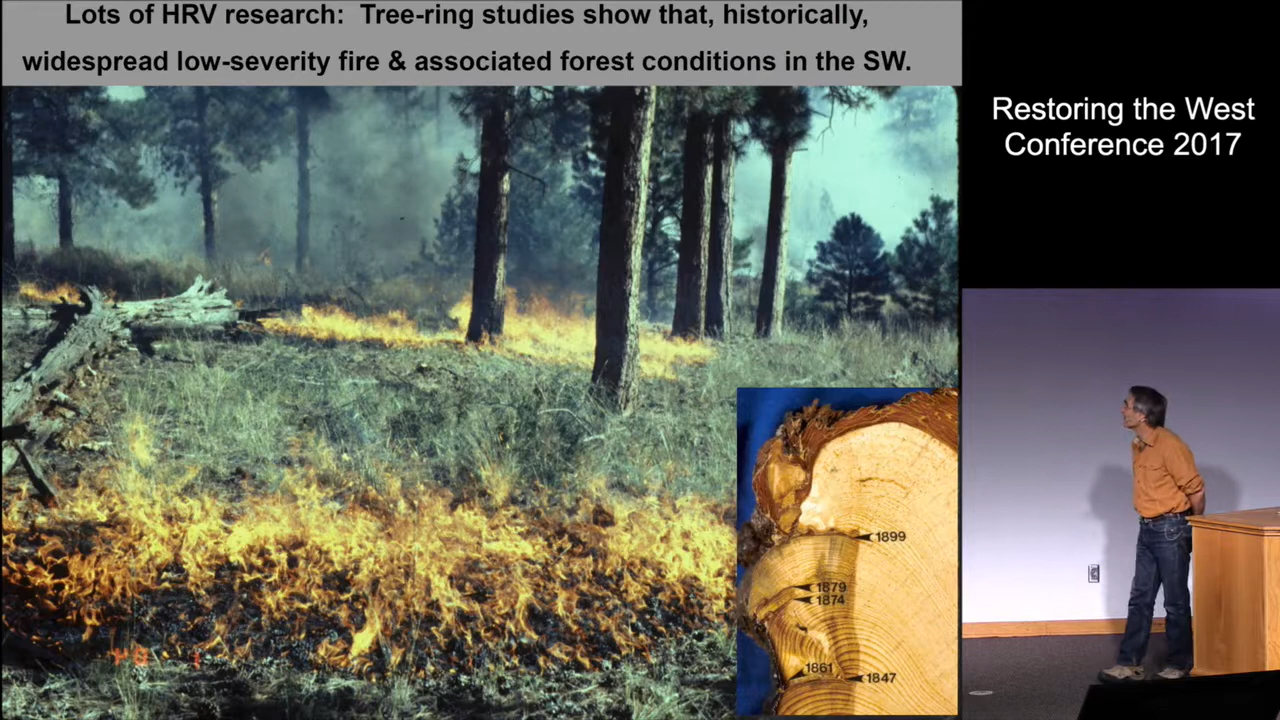 Lots of HRV research:  Tree-ring studies show that, historically,
widespread low-severity fire & associated forest conditions in the SW.
Restoring the West
Conference 2017
1899
1879
1874
1861
1847